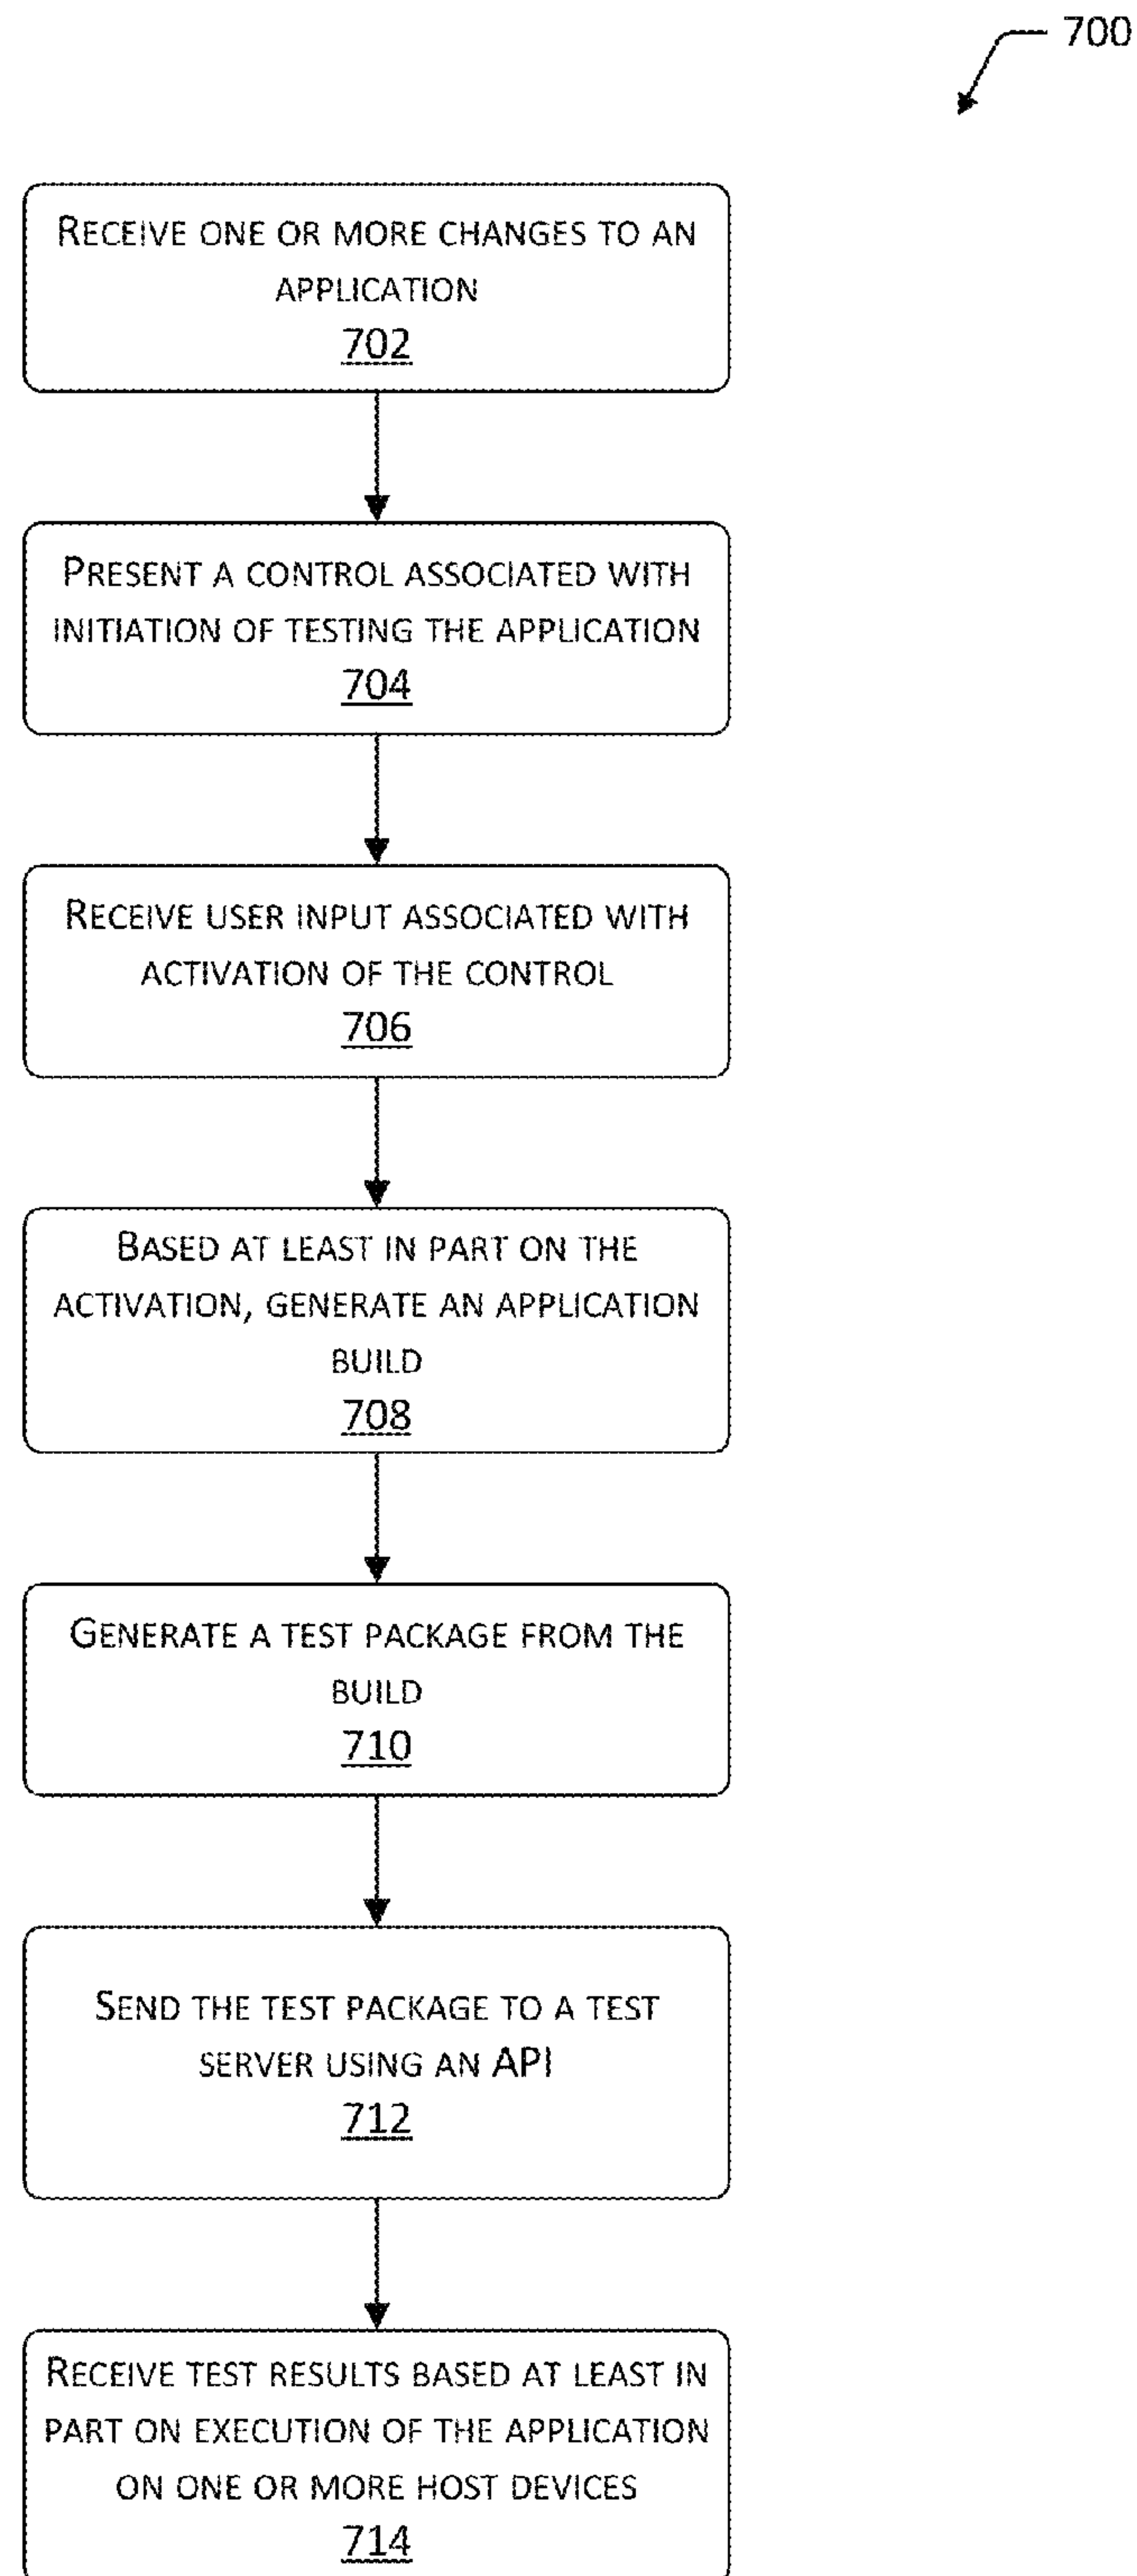 700
RECEIVE ONE OR MORE CHANGES TO AN
APPLICATION
702
PRESENT A CONTROL ASSOCIATED WITH
INITIATION OF TESTING THE APPLICATION
704
RECEIVE USER INPUT ASSOCIATED WITH
ACTIVATION OF THE CONTROL
706
BASED AT LEAST IN PART ON THE
ACTIVATION, GENERATE AN APPLICATION
BUILD
708
GENERATE A TEST PACKAGE FROM THE
BUILD
710
SEND THE TEST PACKAGE TO A TEST
SERVER USING AN API
712
RECEIVE TEST RESULTS BASED AT LEAST IN
PART ON EXECUTION OF THE APPLICATION
ON ONE OR MORE HOST DEVICES
714